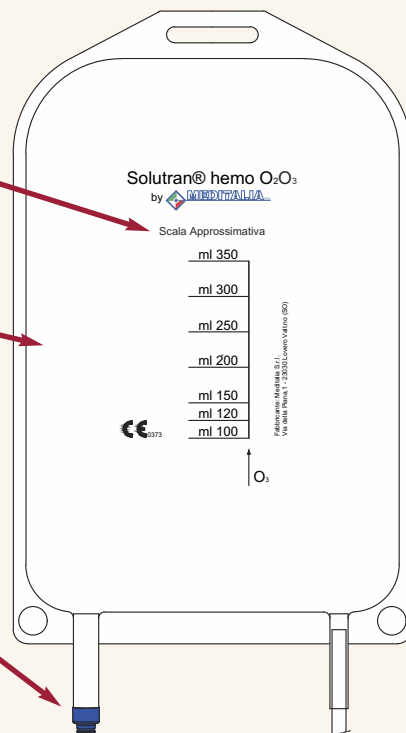 Solutran® hemo O₂O₃
by MEDITALIA
Scala Approssimativa
ml 350
ml 300
ml 250
ml 200
ml 150
ml 120
ml 100
O₃
CE 0373
Fabbricante: Meditalia S.r.l.
Via della Piana,1 - 23030 Lovero Valtino (SO)